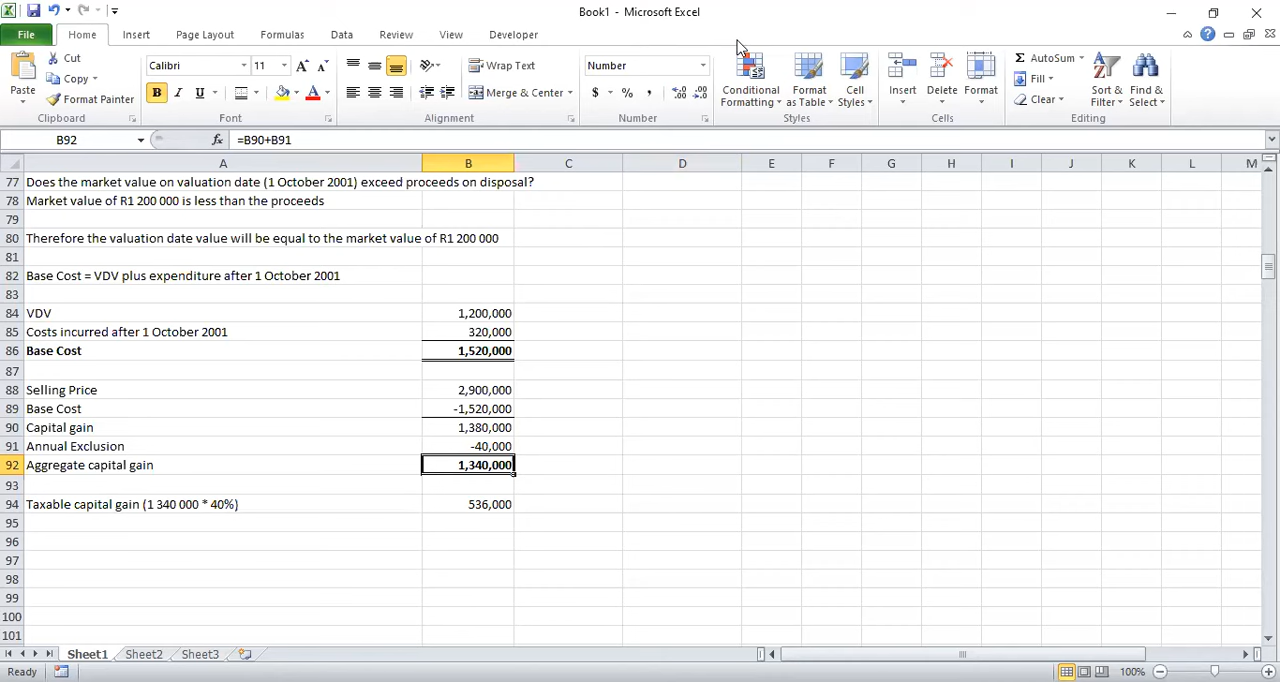 Book1 - Microsoft Excel
File Home Insert Page Layout Formulas Data Review View Developer
Cut
Copy
Format Painter
Paste
Clipboard
Calibri 11
B I U
Font
Wrap Text
Merge & Center
Alignment
Number
$ % ,
Number
Conditional Formatting
Format as Table
Cell Styles
Styles
Insert Delete Format
Cells
AutoSum
Fill
Clear
Sort & Filter
Find & Select
Editing
B92 fx =B90+B91
A B C D E F G H I J K L M
77 Does the market value on valuation date (1 October 2001) exceed proceeds on disposal?
78 Market value of R1 200 000 is less than the proceeds
79
80 Therefore the valuation date value will be equal to the market value of R1 200 000
81
82 Base Cost = VDV plus expenditure after 1 October 2001
83
84 VDV 1,200,000
85 Costs incurred after 1 October 2001 320,000
86 Base Cost 1,520,000
87
88 Selling Price 2,900,000
89 Base Cost -1,520,000
90 Capital gain 1,380,000
91 Annual Exclusion -40,000
92 Aggregate capital gain 1,340,000
93
94 Taxable capital gain (1 340 000 * 40%) 536,000
95
96
97
98
99
100
101
Sheet1 Sheet2 Sheet3
Ready 100%